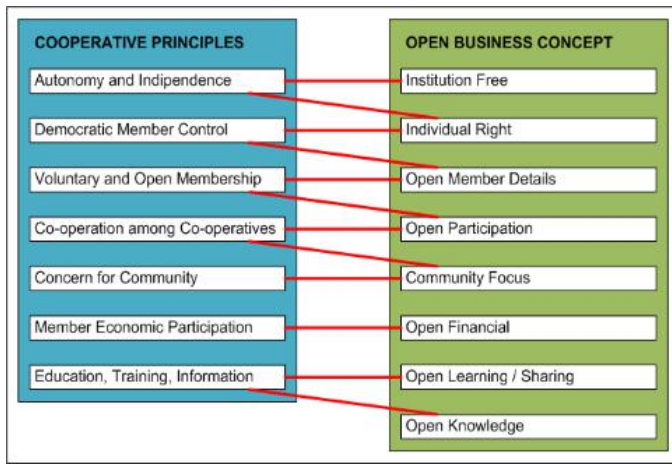 COOPERATIVE PRINCIPLES
Autonomy and Indipendence
Democratic Member Control
Voluntary and Open Membership
Co-operation among Co-operatives
Concern for Community
Member Economic Participation
Education, Training, Information
OPEN BUSINESS CONCEPT
Institution Free
Individual Right
Open Member Details
Open Participation
Community Focus
Open Financial
Open Learning / Sharing
Open Knowledge